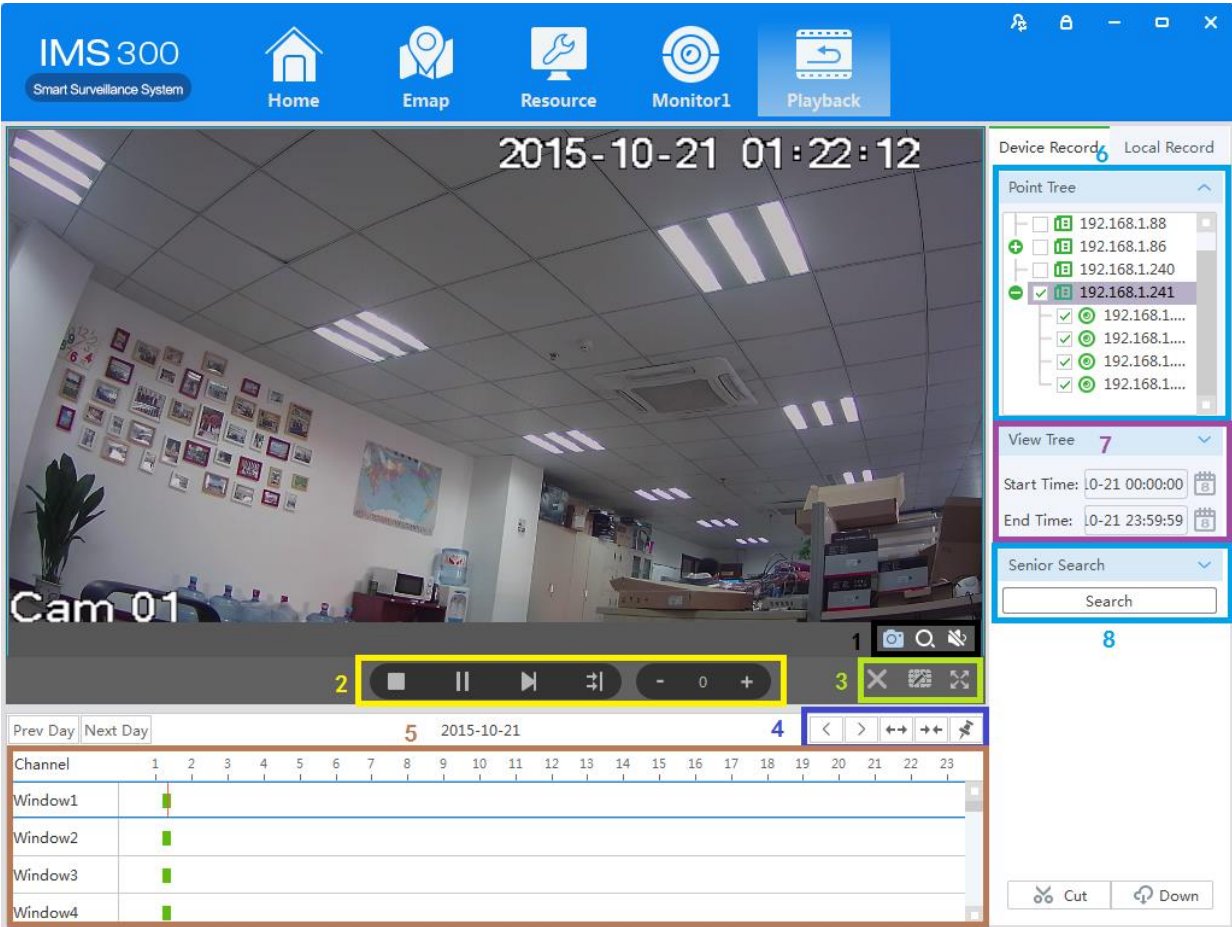 IMS 300
Smart Surveillance System
Home
Emap
Resource
Monitor1
Playback
2015-10-21 01:22:12
Cam 01
1
2
0
3
Device Record
6
Local Record
Point Tree
192.168.1.88
192.168.1.86
192.168.1.240
192.168.1.241
192.168.1....
192.168.1....
192.168.1....
192.168.1....
View Tree
7
Start Time: 10-21 00:00:00
End Time: 10-21 23:59:59
Senior Search
Search
8
Prev Day Next Day
5
2015-10-21
4
Channel 1 2 3 4 5 6 7 8 9 10 11 12 13 14 15 16 17 18 19 20 21 22 23
Window1
Window2
Window3
Window4
Cut
Down